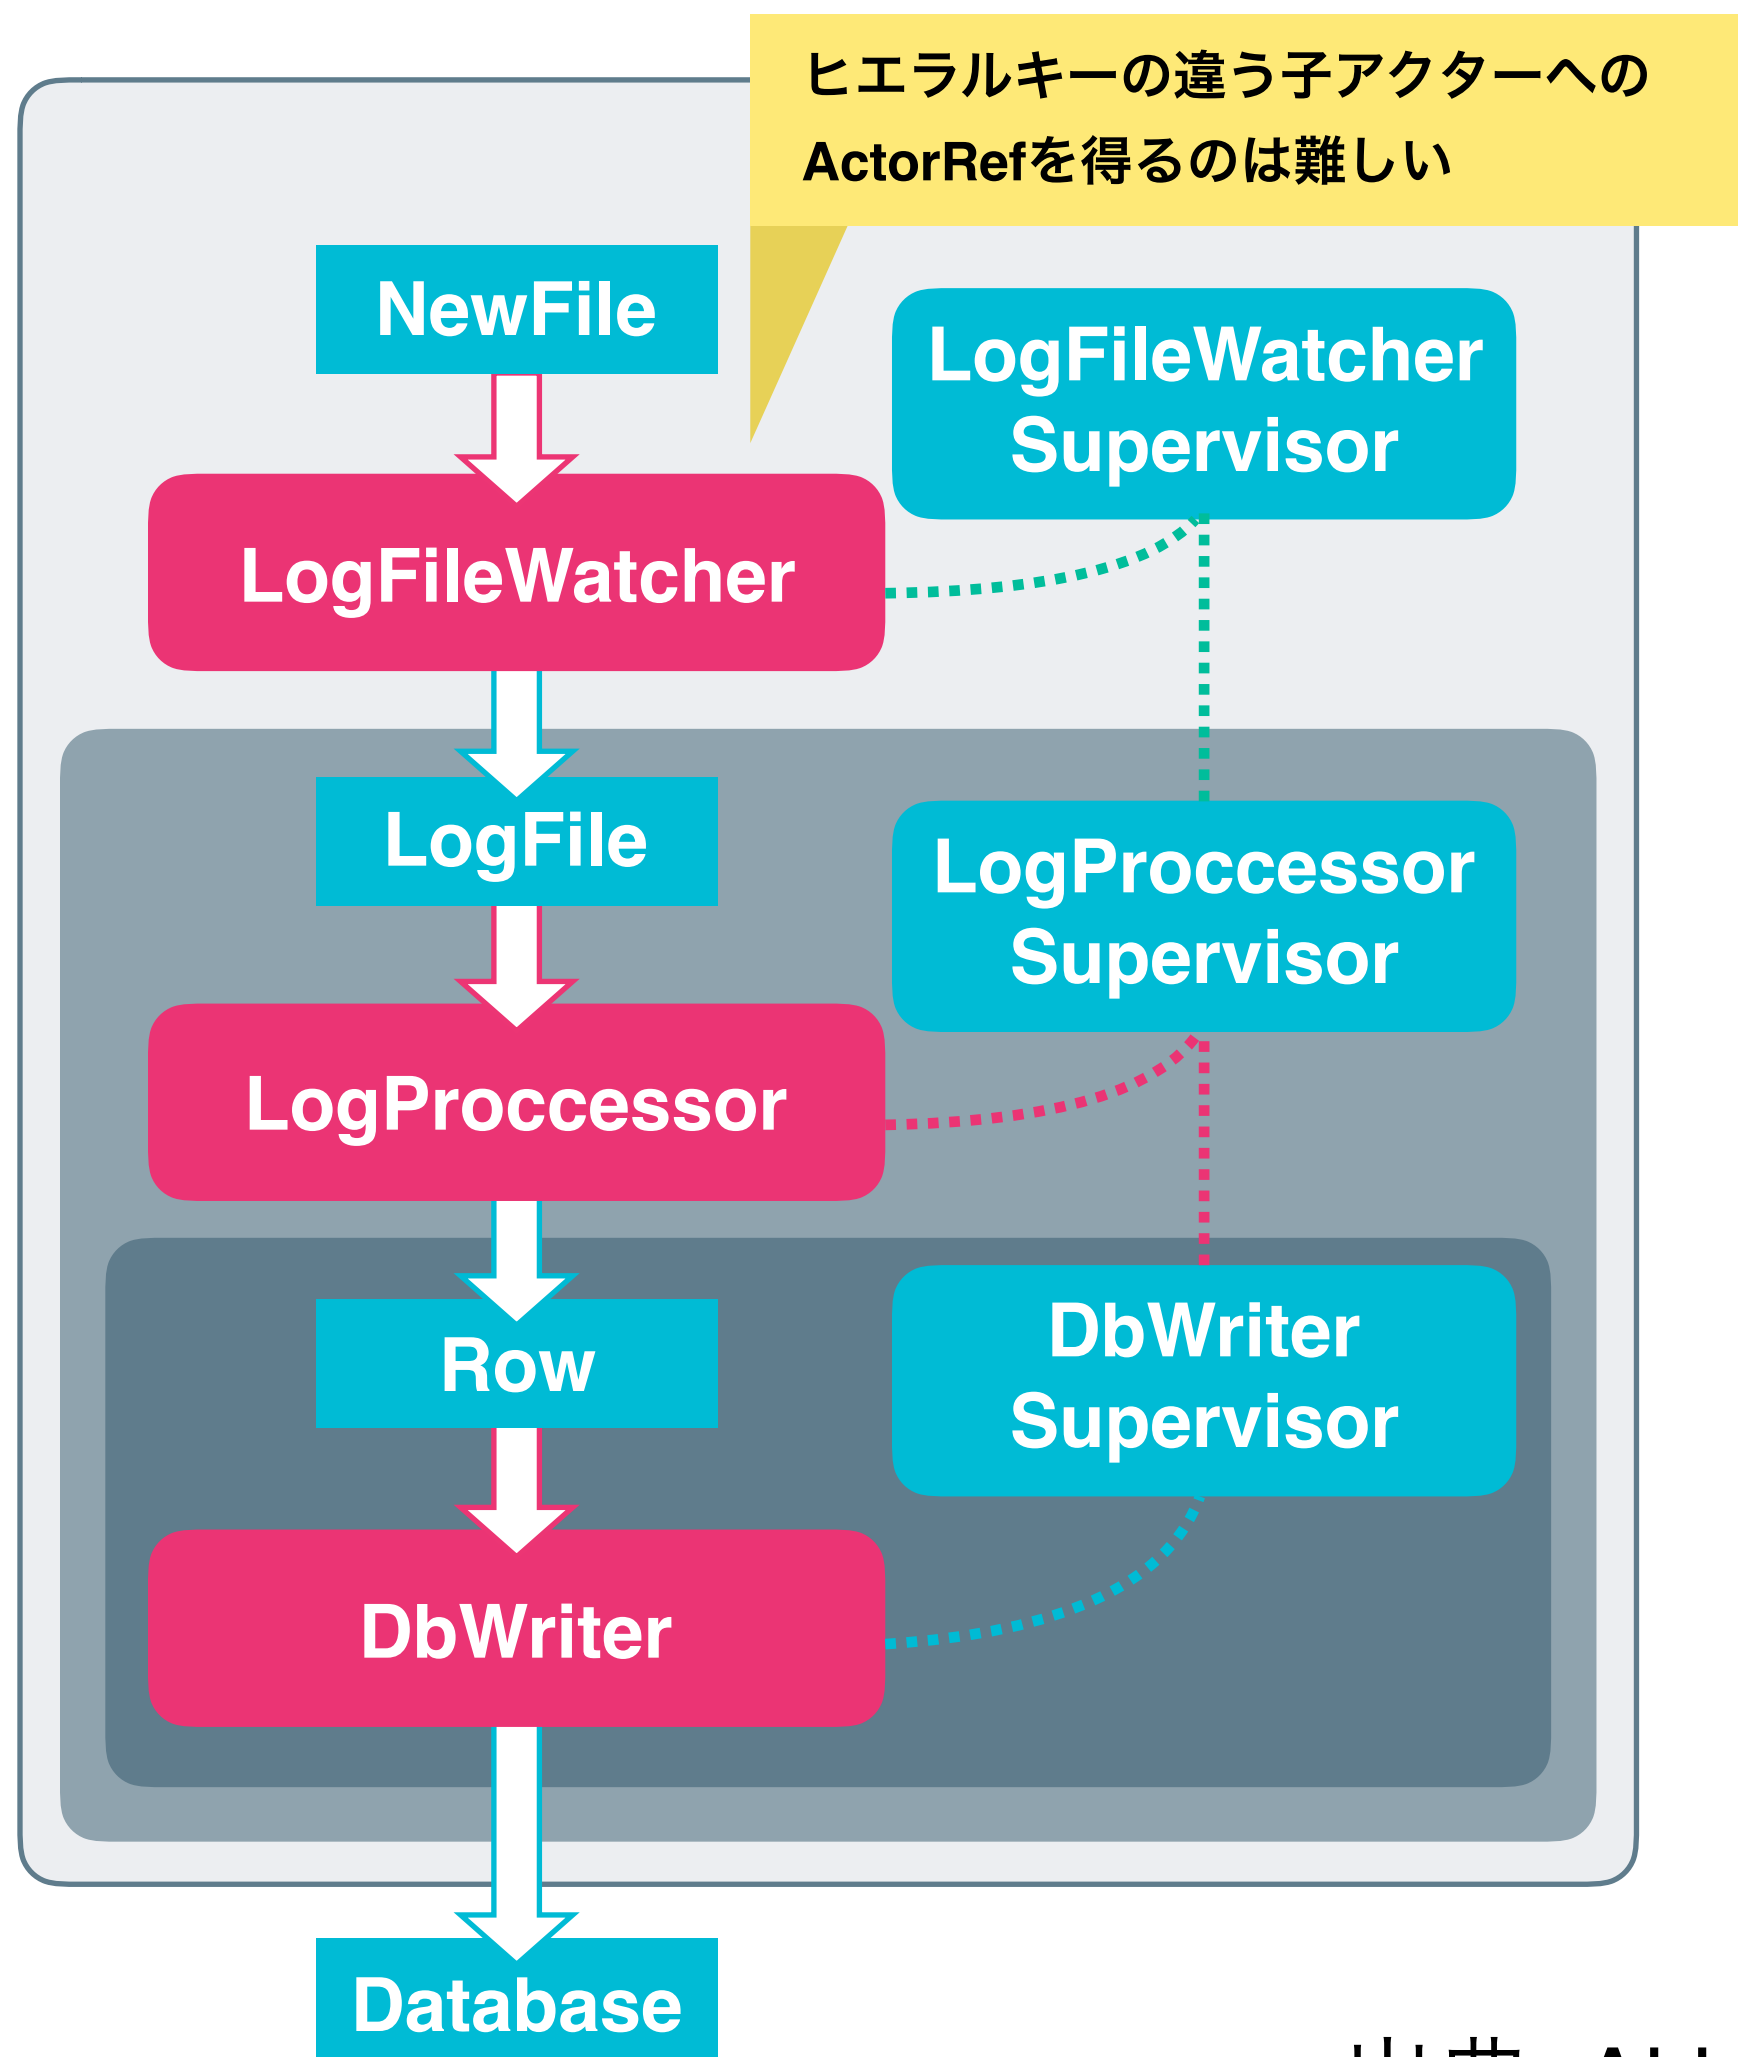 ヒエラルキーの違う子アクターへの
ActorRefを得るのは難しい
NewFile
LogFileWatcher
Supervisor
LogFileWatcher
LogFile
LogProccessor
Supervisor
LogProccessor
Row
DbWriter
Supervisor
DbWriter
Database